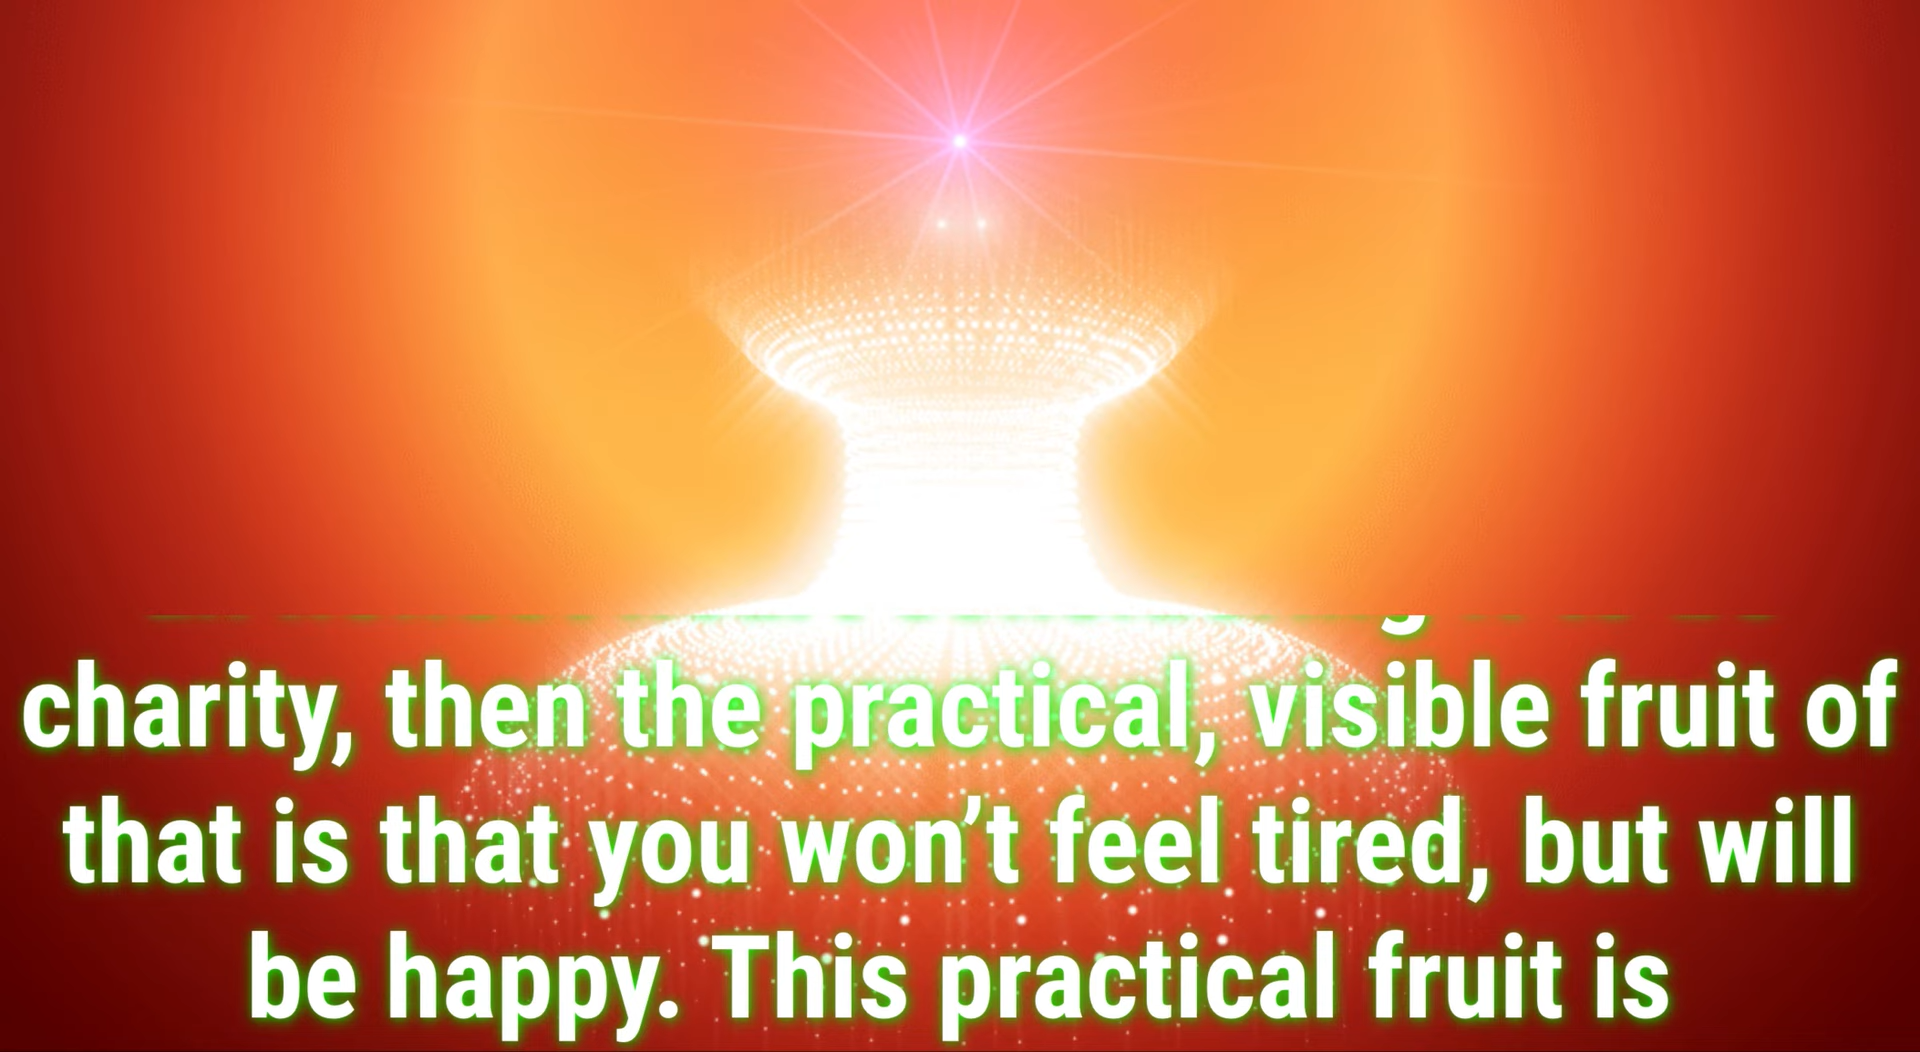 charity, then the practical, visible fruit of
that is that you won’t feel tired, but will
be happy. This practical fruit is